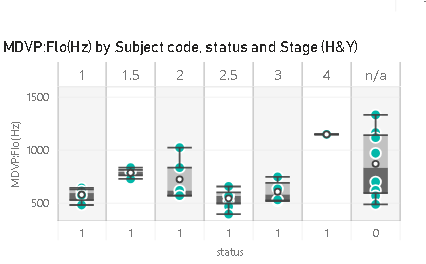 MDVP:Flo(Hz) by Subject code, status and Stage (H&Y)
1 1.5 2 2.5 3 4 n/a
1500
1000
500
MDVP:Flo(Hz)
1 1 1 1 1 1 0
status